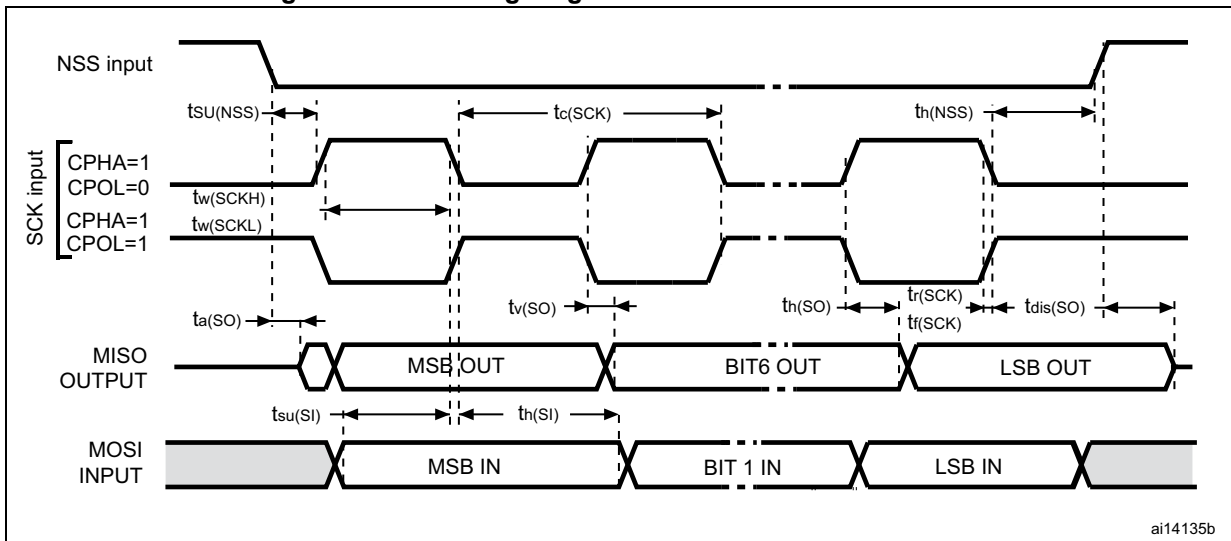 NSS input
tSU(NSS)
tc(SCK)
th(NSS)
SCK input
CPHA=1
CPOL=0
tw(SCKH)
CPHA=1
tw(SCKL)
CPOL=1
ta(SO)
tv(SO)
th(SO)
tr(SCK)
tf(SCK)
tdis(SO)
MISO
OUTPUT
MSB OUT
BIT6 OUT
LSB OUT
tsu(SI)
th(SI)
MOSI
INPUT
MSB IN
BIT 1 IN
LSB IN
ai14135b